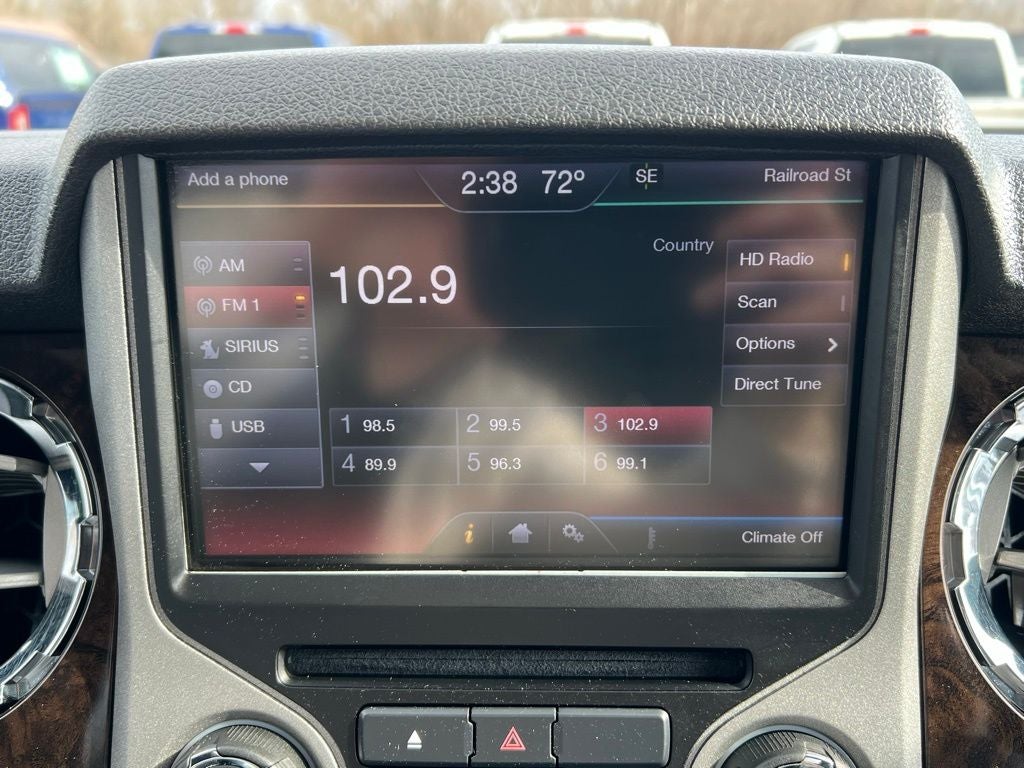 Add a phone 2:38 72° SE Railroad St
Country
AM
FM 1
SIRIUS
CD
USB
102.9
HD Radio
Scan
Options
Direct Tune
1 98.5 2 99.5 3 102.9
4 89.9 5 96.3 6 99.1
i
Climate Off